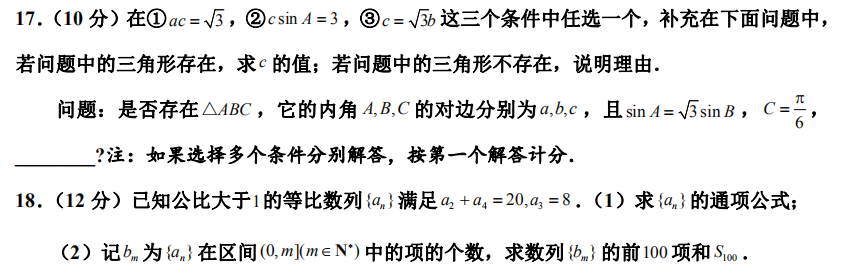 17.（10 分）在①ac = √3，②c sin A = 3，③c = √3b 这三个条件中任选一个，补充在下面问题中，
若问题中的三角形存在，求 c 的值；若问题中的三角形不存在，说明理由．
问题：是否存在 △ABC，它的内角 A, B, C 的对边分别为 a, b, c，且 sin A = √3 sin B，C = π/6，
________?注：如果选择多个条件分别解答，按第一个解答计分．
18.（12 分）已知公比大于 1 的等比数列 {aₙ} 满足 a₂ + a₄ = 20, a₃ = 8．（1）求 {aₙ} 的通项公式；
（2）记 bₘ 为 {aₙ} 在区间 (0, m](m ∈ N*) 中的项的个数，求数列 {bₘ} 的前 100 项和 S₁₀₀．